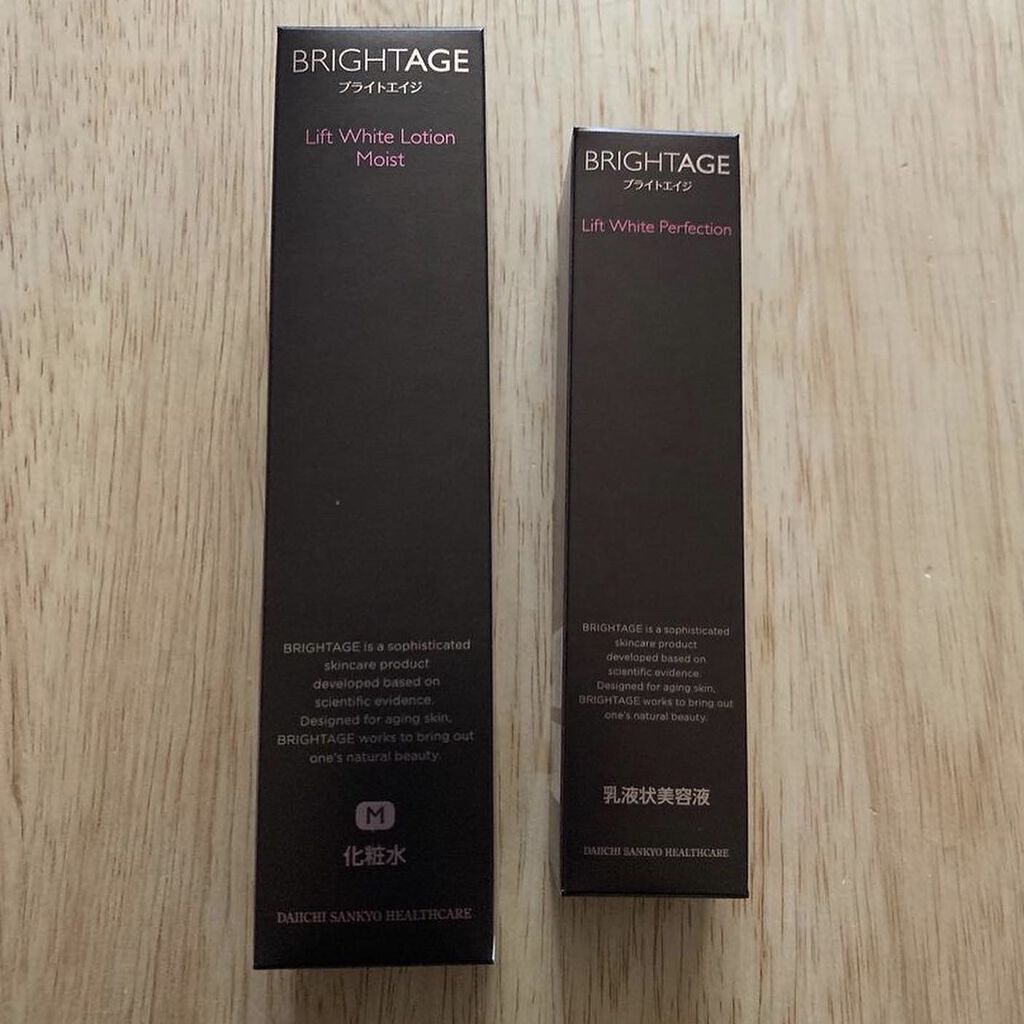 BRIGHTAGE
ブライトエイジ
Lift White Lotion
Moist
BRIGHTAGE is a sophisticated
skincare product
developed based on
scientific evidence.
Designed for aging skin,
BRIGHTAGE works to bring out
one's natural beauty.
M
化粧水
DAIICHI SANKYO HEALTHCARE
BRIGHTAGE
ブライトエイジ
Lift White Perfection
BRIGHTAGE is a sophisticated
skincare product
developed based on
scientific evidence.
Designed for aging skin,
BRIGHTAGE works to bring out
one's natural beauty.
乳液状美容液
DAIICHI SANKYO HEALTHCARE